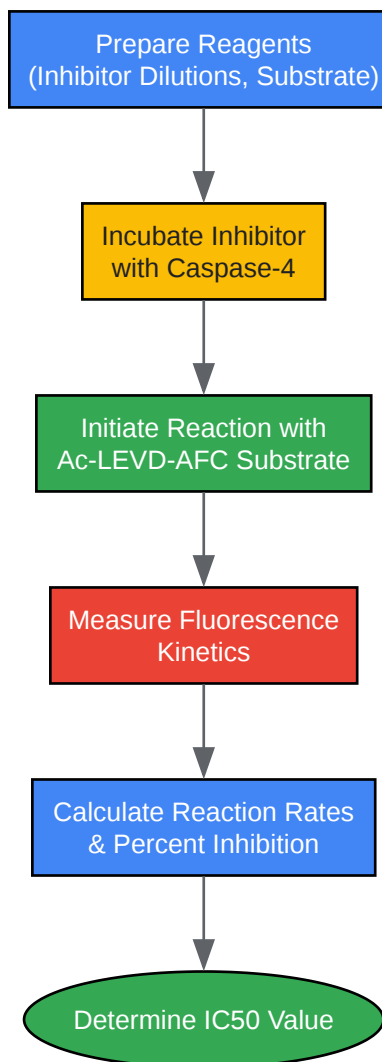 Prepare Reagents
(Inhibitor Dilutions, Substrate)
Incubate Inhibitor
with Caspase-4
Initiate Reaction with
Ac-LEVD-AFC Substrate
Measure Fluorescence
Kinetics
Calculate Reaction Rates
& Percent Inhibition
Determine IC50 Value